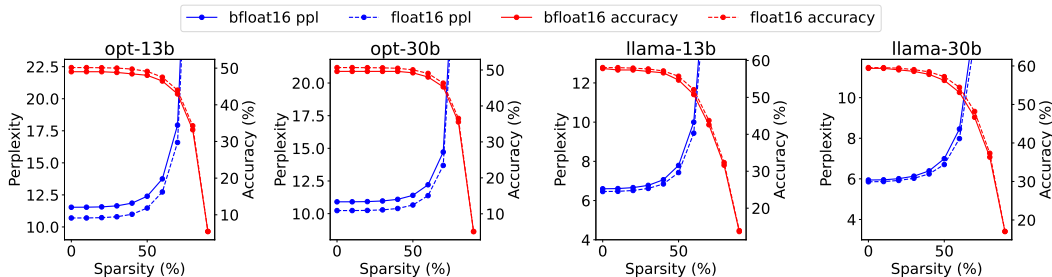 bfloat16 ppl float16 ppl bfloat16 accuracy float16 accuracy
opt-13b
Perplexity
22.5
20.0
17.5
15.0
12.5
10.0
50
40
30
20
10
Accuracy (%)
0 50
Sparsity (%)
opt-30b
Perplexity
20.0
17.5
15.0
12.5
10.0
50
40
30
20
10
Accuracy (%)
0 50
Sparsity (%)
llama-13b
Perplexity
12
10
8
6
4
60
50
40
30
20
Accuracy (%)
0 50
Sparsity (%)
llama-30b
Perplexity
10
8
6
4
60
50
40
30
20
Accuracy (%)
0 50
Sparsity (%)